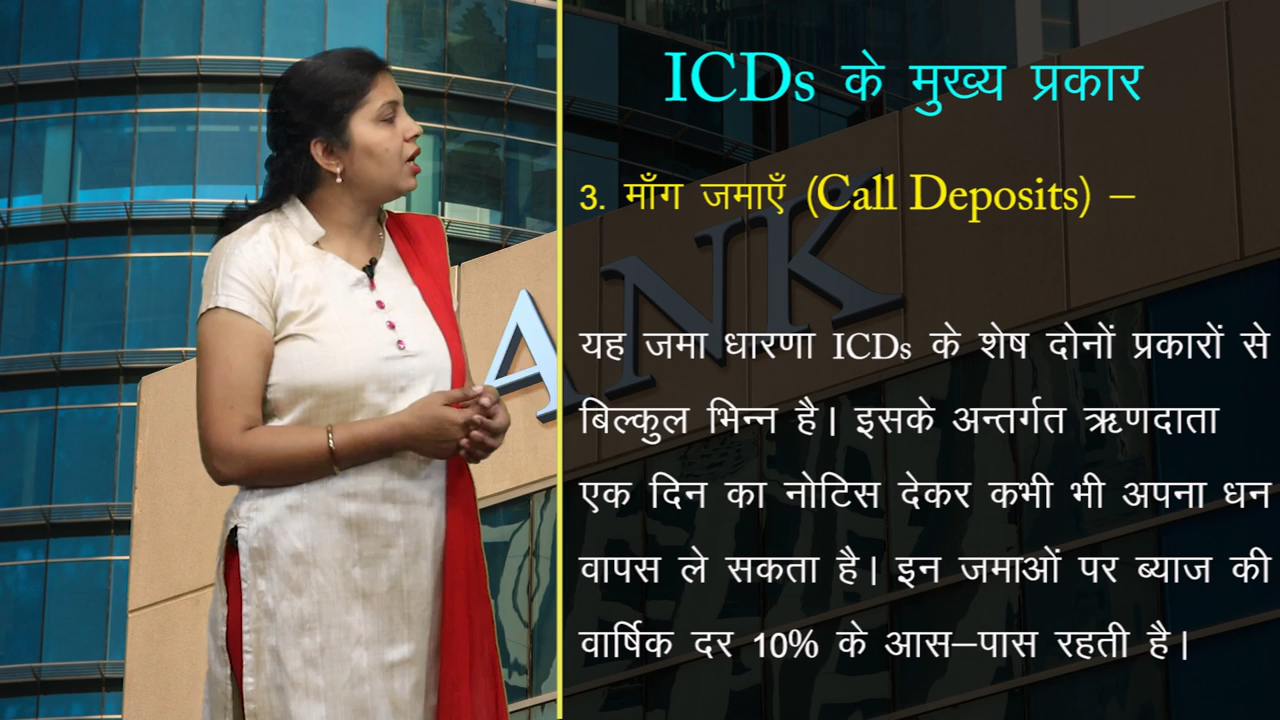 ICDs के मुख्य प्रकार
3. माँग जमाएँ (Call Deposits) –
यह जमा धारणा ICDs के शेष दोनों प्रकारों से
बिल्कुल भिन्न है। इसके अन्तर्गत ऋणदाता
एक दिन का नोटिस देकर कभी भी अपना धन
वापस ले सकता है। इन जमाओं पर ब्याज की
वार्षिक दर 10% के आस–पास रहती है।
ANK